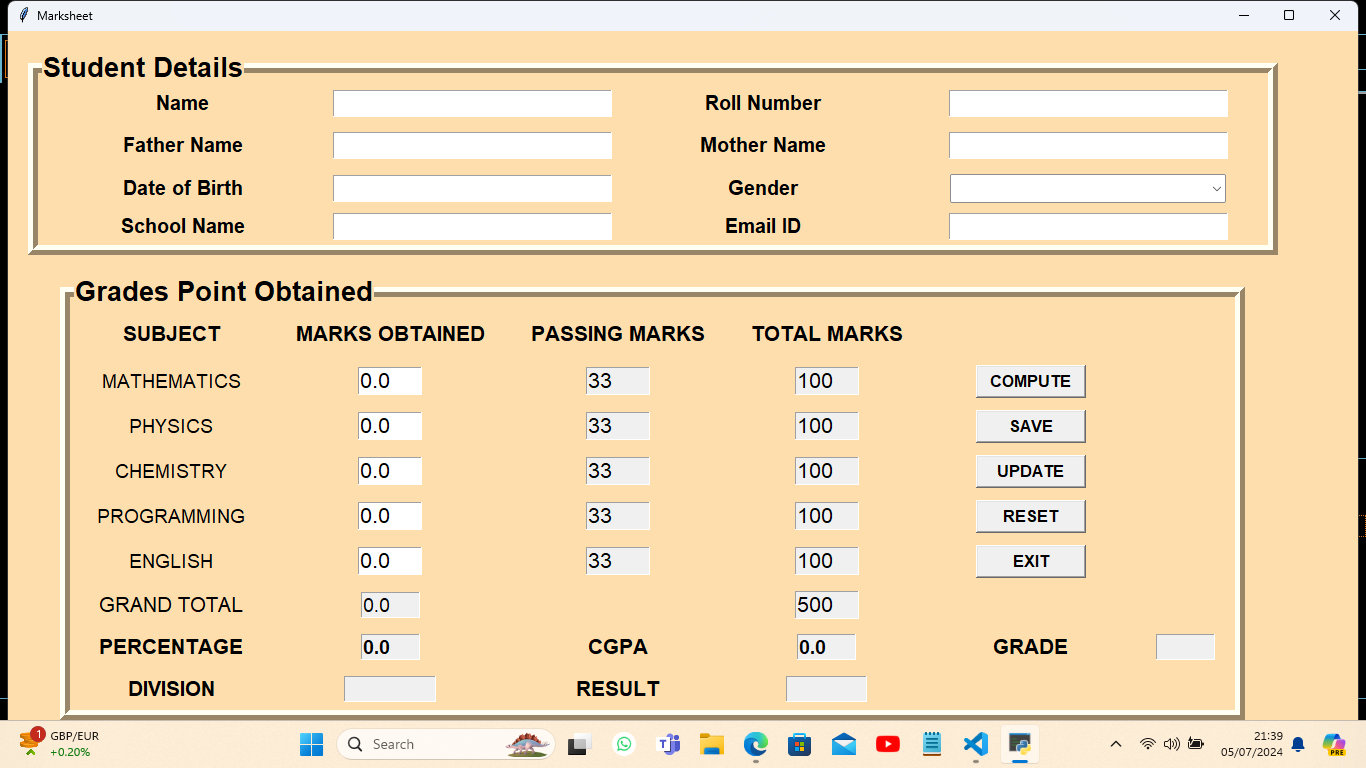 Marksheet
Student Details
Name Roll Number
Father Name Mother Name
Date of Birth Gender
School Name Email ID
Grades Point Obtained
SUBJECT MARKS OBTAINED PASSING MARKS TOTAL MARKS
MATHEMATICS 0.0 33 100 COMPUTE
PHYSICS 0.0 33 100 SAVE
CHEMISTRY 0.0 33 100 UPDATE
PROGRAMMING 0.0 33 100 RESET
ENGLISH 0.0 33 100 EXIT
GRAND TOTAL 0.0 500
PERCENTAGE 0.0 CGPA 0.0 GRADE
DIVISION RESULT
1 GBP/EUR
+0.20%
Search
21:39
05/07/2024
PRE